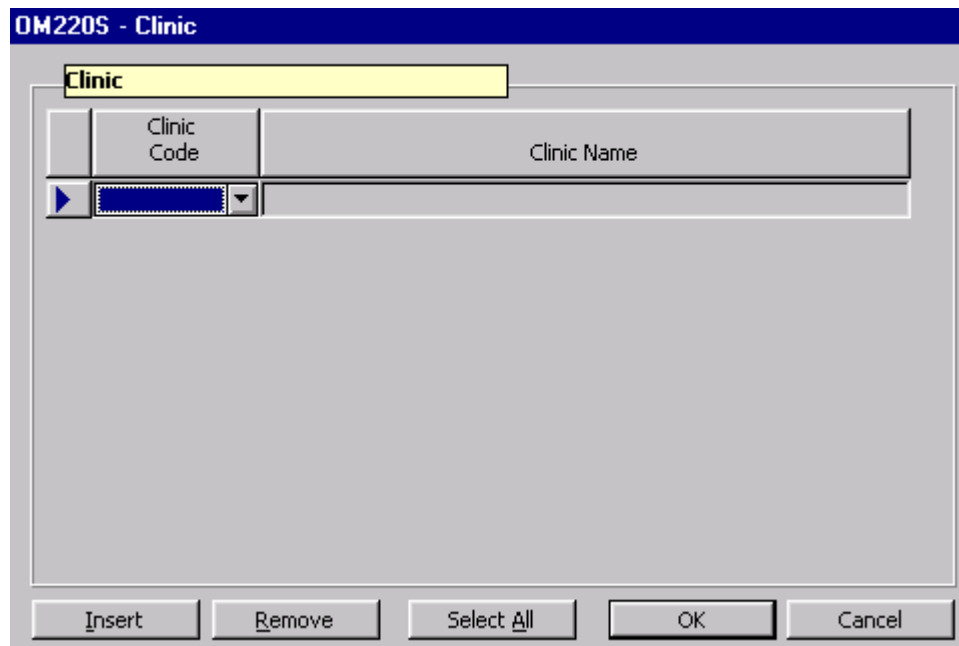 OM220S - Clinic
Clinic
Clinic
Code
Clinic Name
Insert
Remove
Select All
OK
Cancel